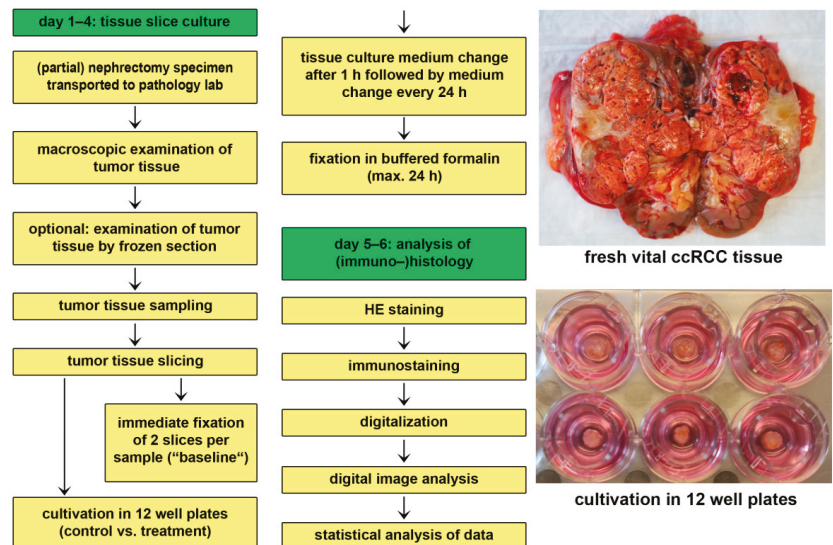 day 1–4: tissue slice culture
(partial) nephrectomy specimen
transported to pathology lab
macroscopic examination of
tumor tissue
optional: examination of tumor
tissue by frozen section
tumor tissue sampling
tumor tissue slicing
immediate fixation
of 2 slices per
sample (“baseline“)
cultivation in 12 well plates
(control vs. treatment)
tissue culture medium change
after 1 h followed by medium
change every 24 h
fixation in buffered formalin
(max. 24 h)
day 5–6: analysis of
(immuno–)histology
HE staining
immunostaining
digitalization
digital image analysis
statistical analysis of data
fresh vital ccRCC tissue
cultivation in 12 well plates